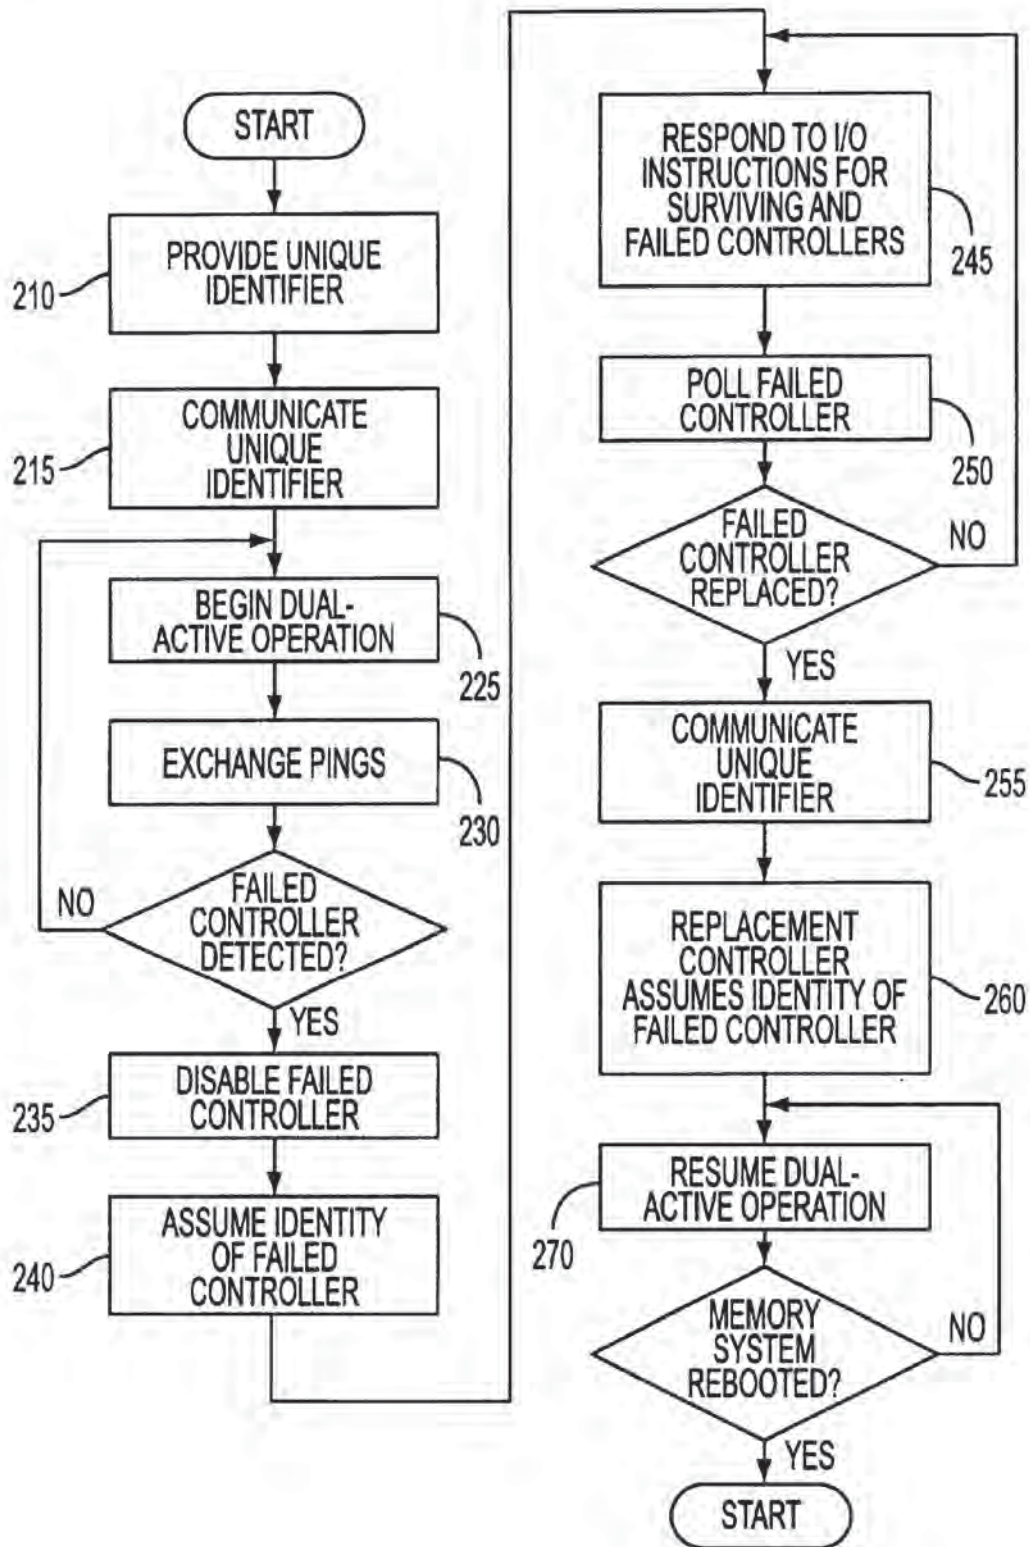 START
PROVIDE UNIQUE
IDENTIFIER
210
COMMUNICATE
UNIQUE
IDENTIFIER
215
BEGIN DUAL-
ACTIVE OPERATION
225
EXCHANGE PINGS
230
FAILED
CONTROLLER
DETECTED?
NO
YES
DISABLE FAILED
CONTROLLER
235
ASSUME IDENTITY
OF FAILED
CONTROLLER
240
RESPOND TO I/O
INSTRUCTIONS FOR
SURVIVING AND
FAILED CONTROLLERS
245
POLL FAILED
CONTROLLER
250
FAILED
CONTROLLER
REPLACED?
NO
YES
COMMUNICATE
UNIQUE
IDENTIFIER
255
REPLACEMENT
CONTROLLER
ASSUMES IDENTITY OF
FAILED CONTROLLER
260
RESUME DUAL-
ACTIVE OPERATION
270
MEMORY
SYSTEM
REBOOTED?
NO
YES
START